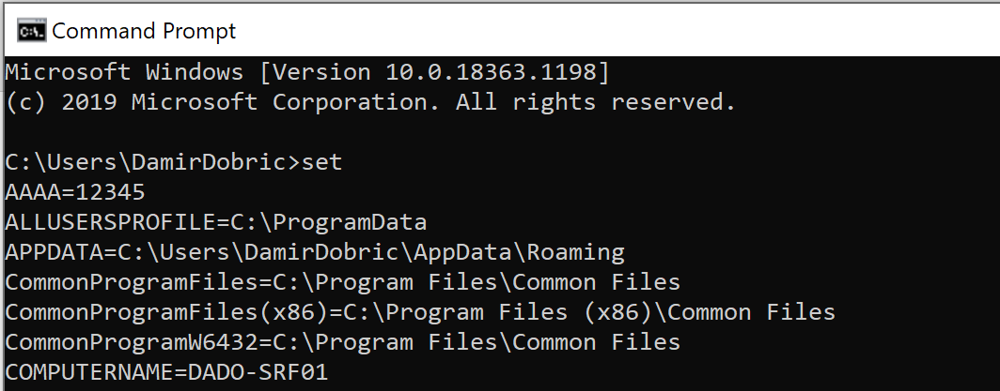 Command Prompt
Microsoft Windows [Version 10.0.18363.1198]
(c) 2019 Microsoft Corporation. All rights reserved.
C:\Users\DamirDobric>set
AAAA=12345
ALLUSERSPROFILE=C:\ProgramData
APPDATA=C:\Users\DamirDobric\AppData\Roaming
CommonProgramFiles=C:\Program Files\Common Files
CommonProgramFiles(x86)=C:\Program Files (x86)\Common Files
CommonProgramW6432=C:\Program Files\Common Files
COMPUTERNAME=DADO-SRF01